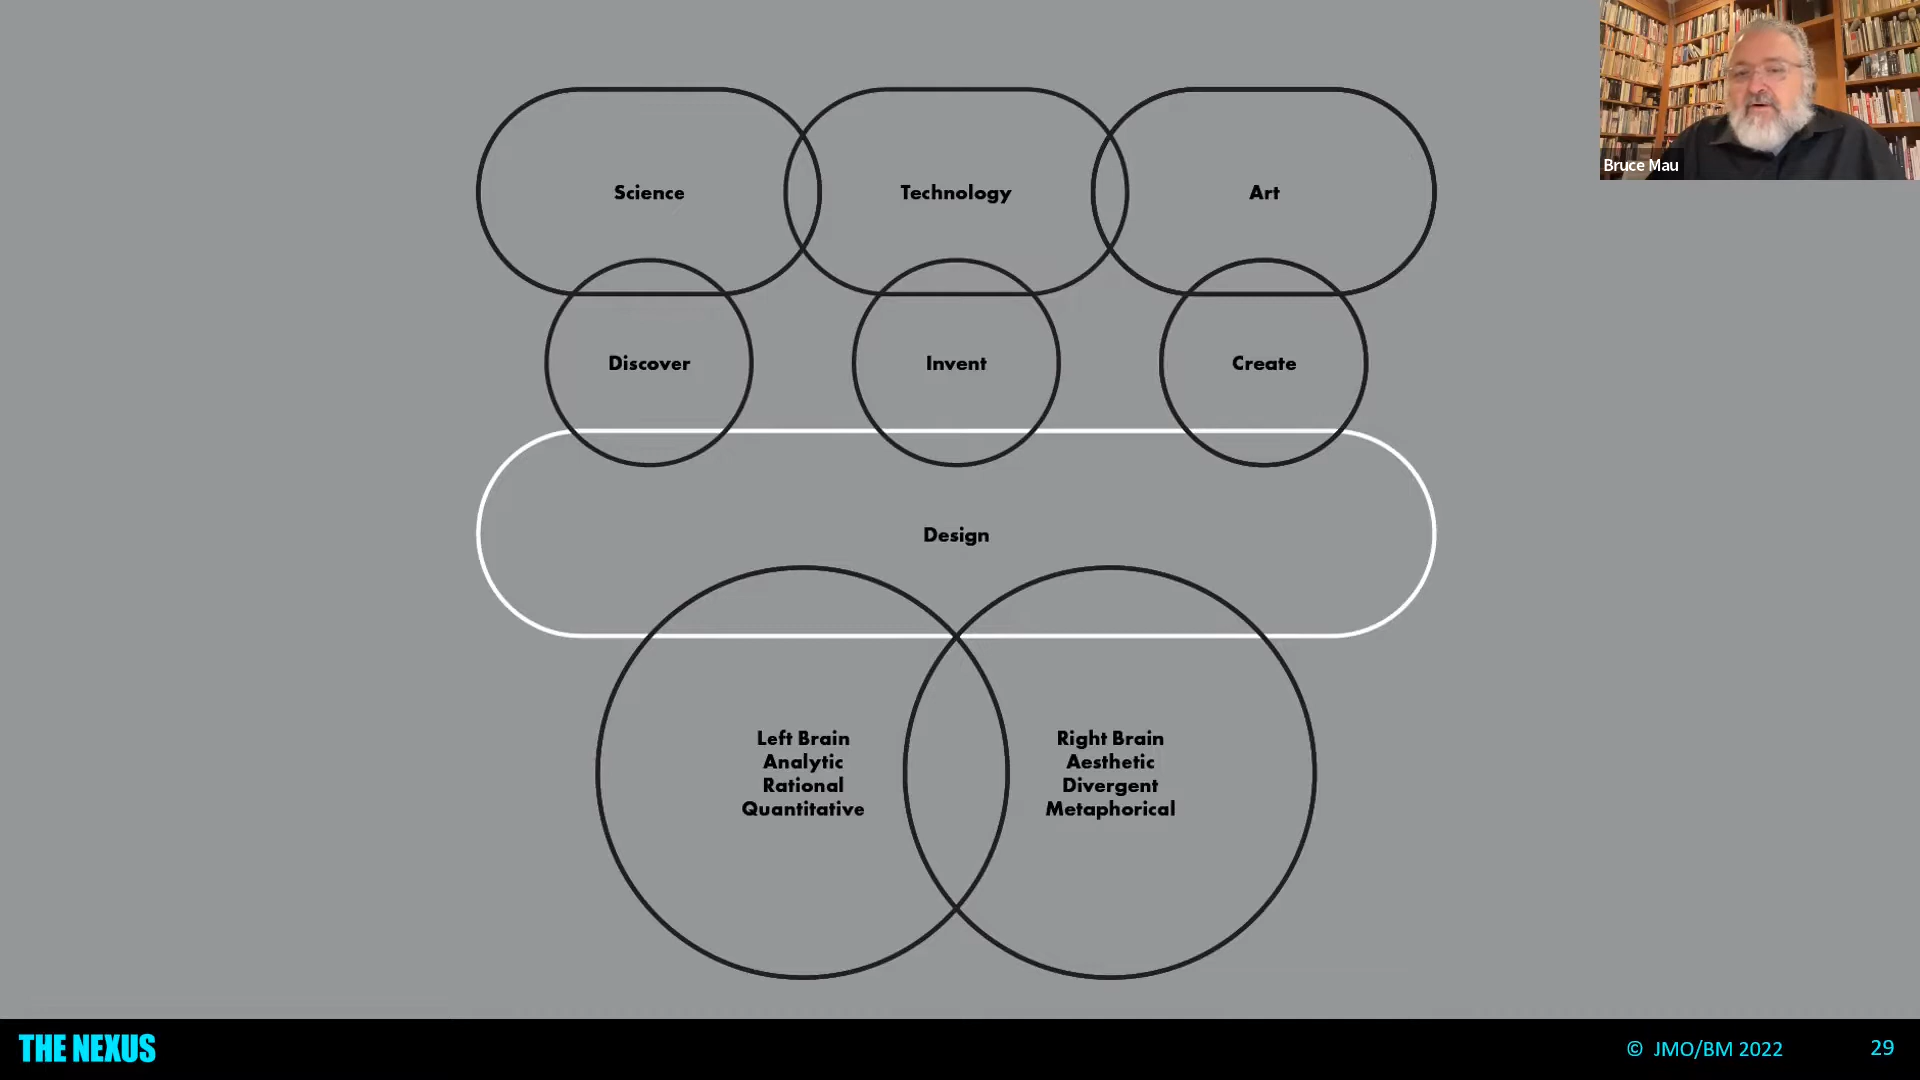 Science
Technology
Art
Bruce Mau
Discover
Invent
Create
Design
Left Brain
Analytic
Rational
Quantitative
Right Brain
Aesthetic
Divergent
Metaphorical
THE NEXUS
© JMO/BM 2022
29